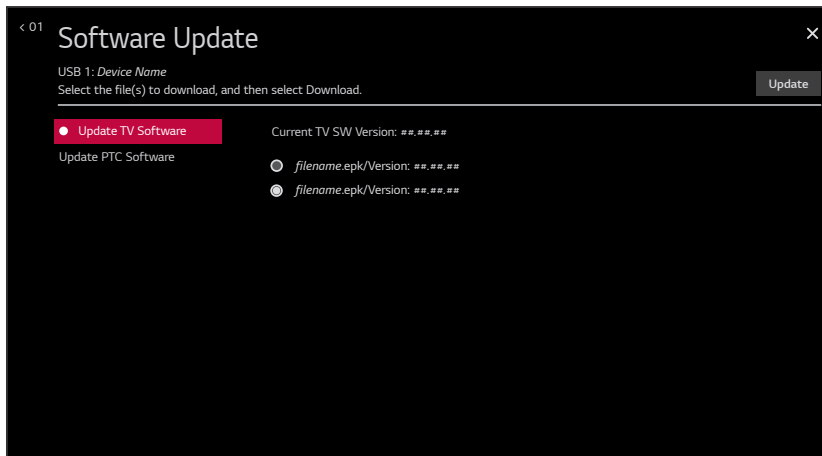 < 01
Software Update
USB 1: Device Name
Select the file(s) to download, and then select Download.
Update
Update TV Software
Update PTC Software
Current TV SW Version: ##.##.##
filename.epk/Version: ##.##.##
filename.epk/Version: ##.##.##